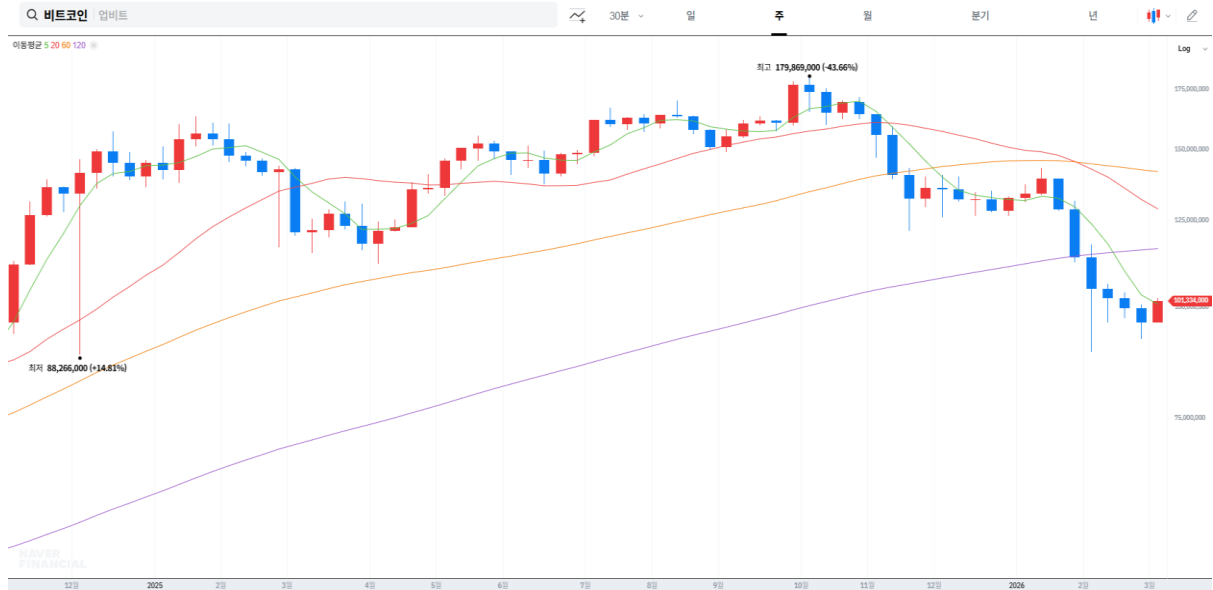 비트코인 업비트 30분 일 주 월 분기 년
이동평균 5 20 60 120
Log
최고 179,869,000 (-43.66%)
175,000,000
150,000,000
125,000,000
101,334,000
최저 88,266,000 (+14.81%)
75,000,000
NAVER
FINANCIAL
12월 2025 2월 3월 4월 5월 6월 7월 8월 9월 10월 11월 12월 2026 2월 3월